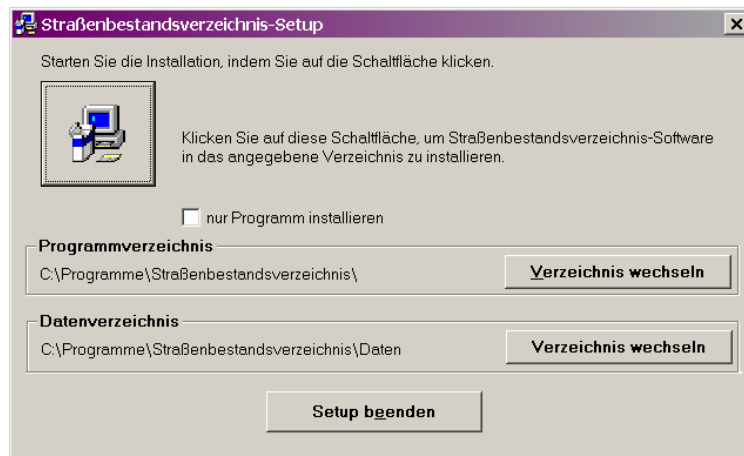 Straßenbestandsverzeichnis-Setup
Starten Sie die Installation, indem Sie auf die Schaltfläche klicken.
Klicken Sie auf diese Schaltfläche, um Straßenbestandsverzeichnis-Software
in das angegebene Verzeichnis zu installieren.
nur Programm installieren
Programmverzeichnis
C:\Programme\Straßenbestandsverzeichnis\
Verzeichnis wechseln
Datenverzeichnis
C:\Programme\Straßenbestandsverzeichnis\Daten
Verzeichnis wechseln
Setup beenden